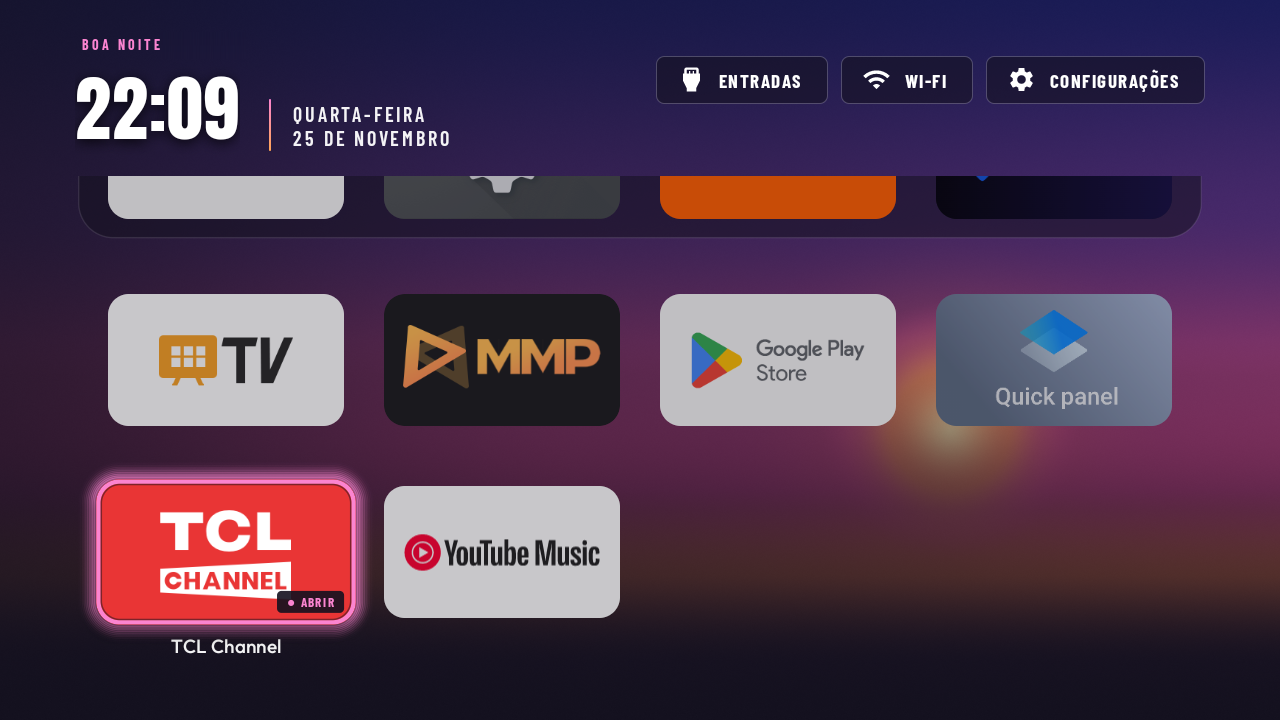 BOA NOITE
22:09
QUARTA-FEIRA
25 DE NOVEMBRO
ENTRADAS
WI-FI
CONFIGURAÇÕES
TV
MMP
Google Play
Store
Quick panel
TCL
CHANNEL
ABRIR
TCL Channel
YouTube Music